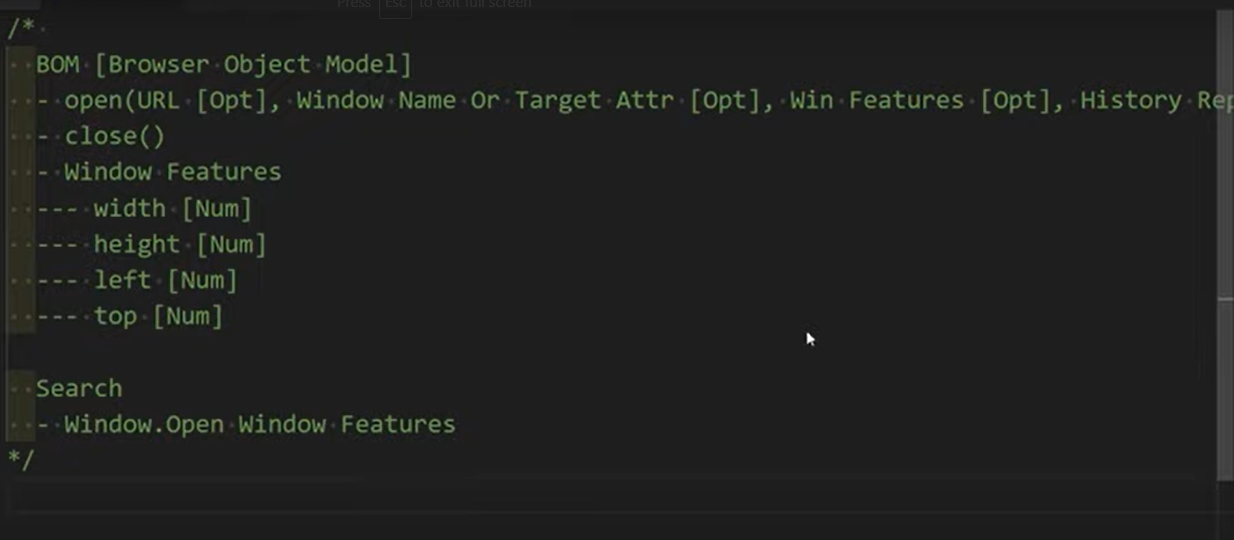 Press Esc to exit full screen
/*
BOM [Browser Object Model]
- open(URL [Opt], Window Name Or Target Attr [Opt], Win Features [Opt], History Rep
- close()
- Window Features
--- width [Num]
--- height [Num]
--- left [Num]
--- top [Num]
Search
- Window.Open Window Features
*/